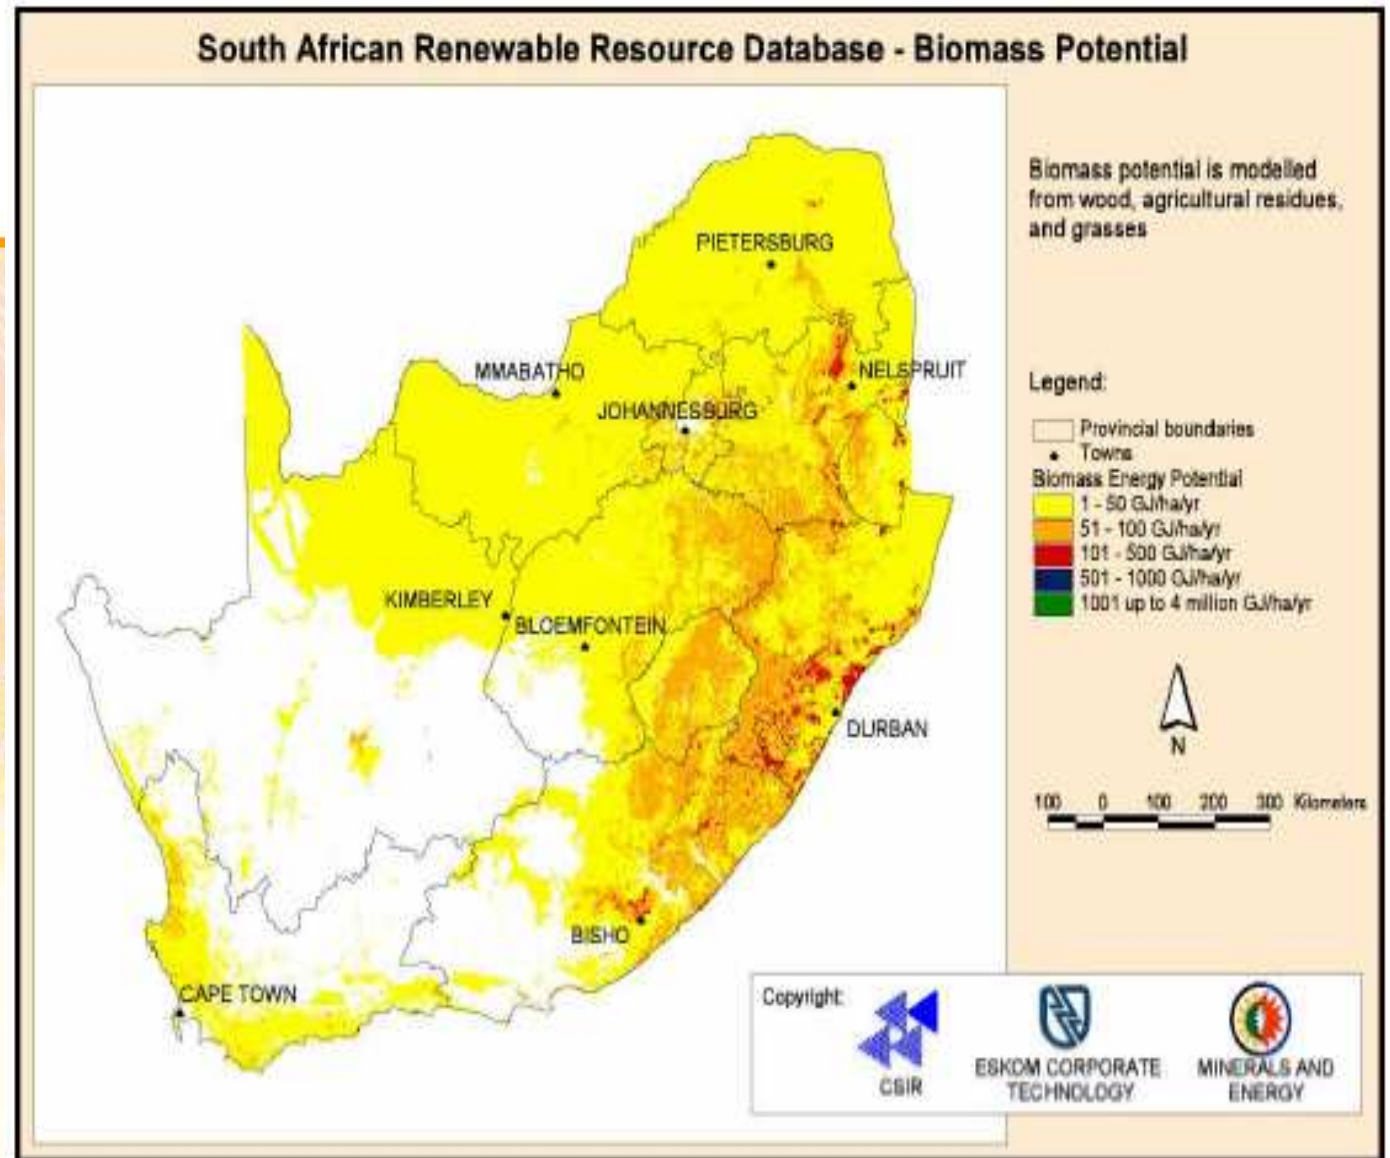 South African Renewable Resource Database - Biomass Potential
Biomass potential is modelled
from wood, agricultural residues,
and grasses
PIETERSBURG
MMABATHO
NELSPRUIT
JOHANNESBURG
KIMBERLEY
BLOEMFONTEIN
DURBAN
BISHO
CAPE TOWN
Legend:
Provincial boundaries
Towns
Biomass Energy Potential
1 - 50 GJ/ha/yr
51 - 100 GJ/ha/yr
101 - 500 GJ/ha/yr
501 - 1000 GJ/ha/yr
1001 up to 4 million GJ/ha/yr
N
100 0 100 200 300 Kilometers
Copyright:
CSIR
ESKOM CORPORATE
TECHNOLOGY
MINERALS AND
ENERGY